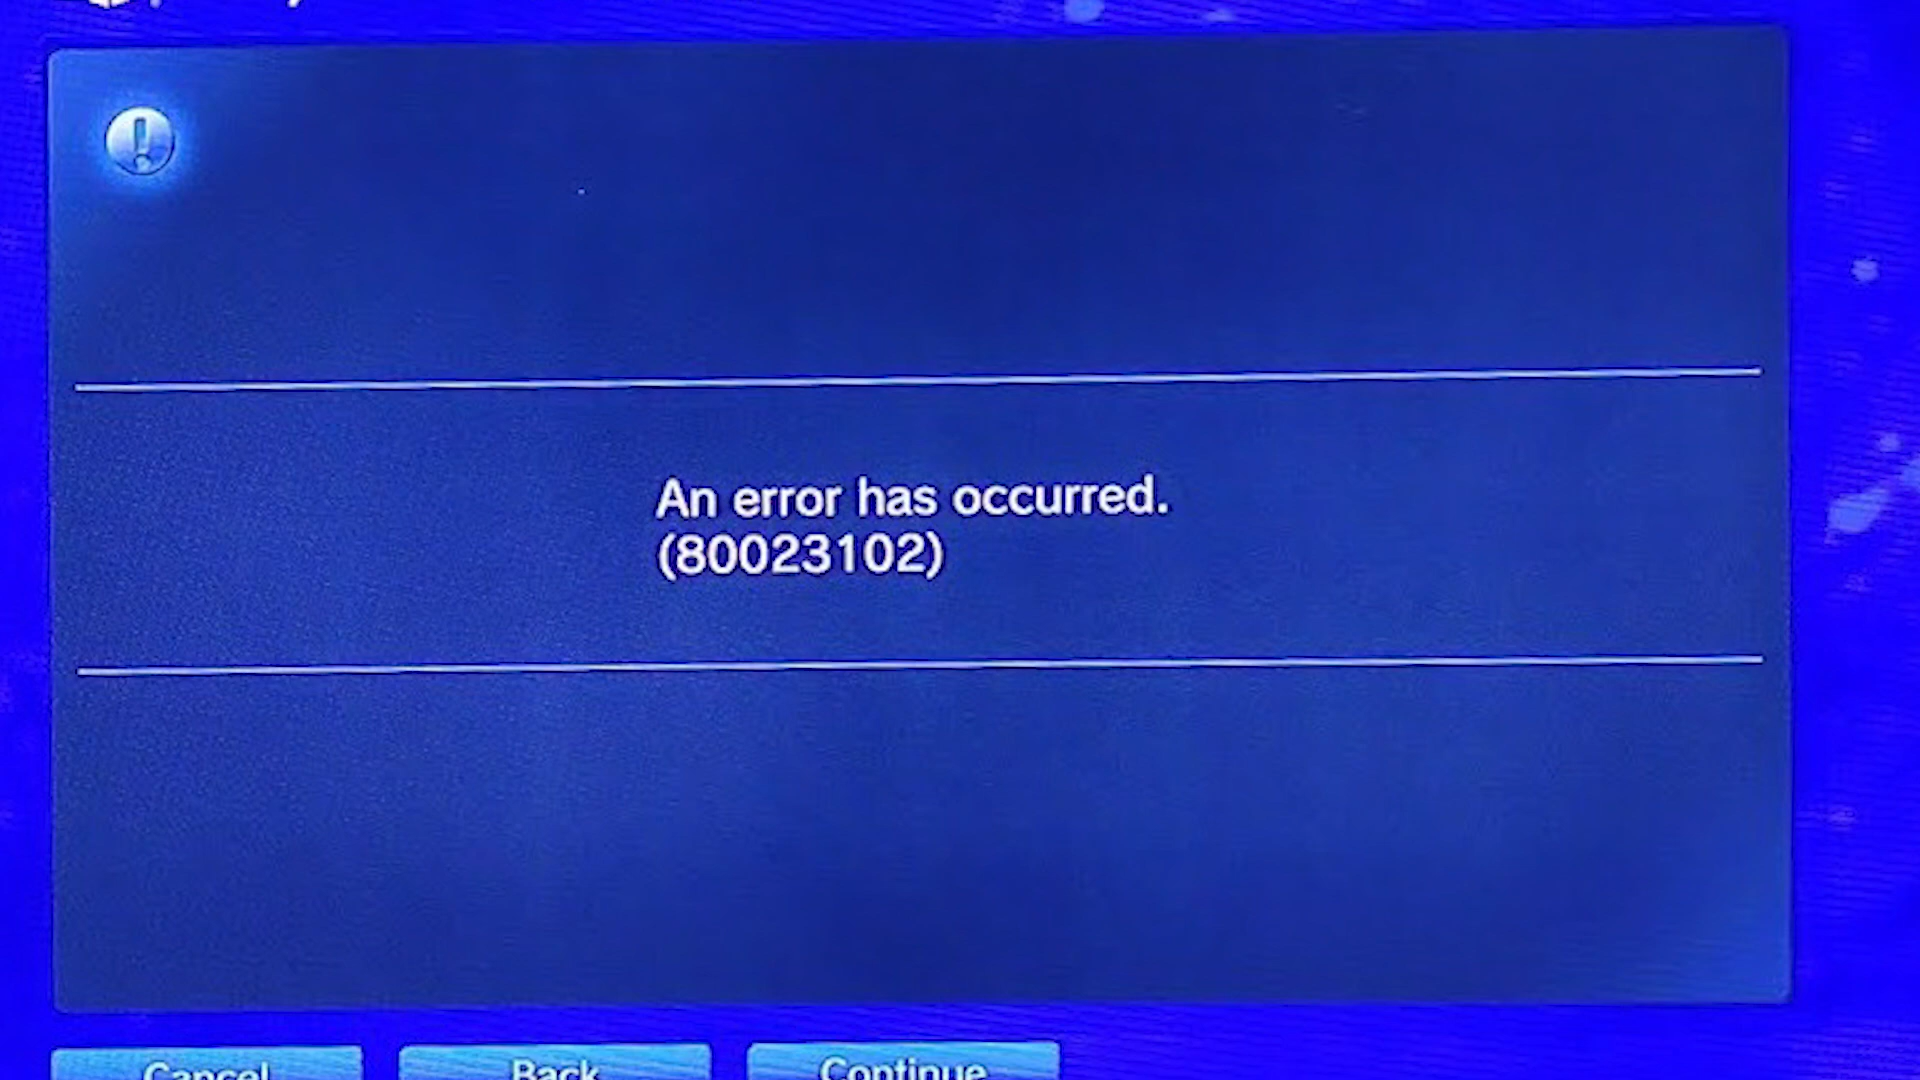 An error has occurred.
(80023102)
Cancel
Back
Continue